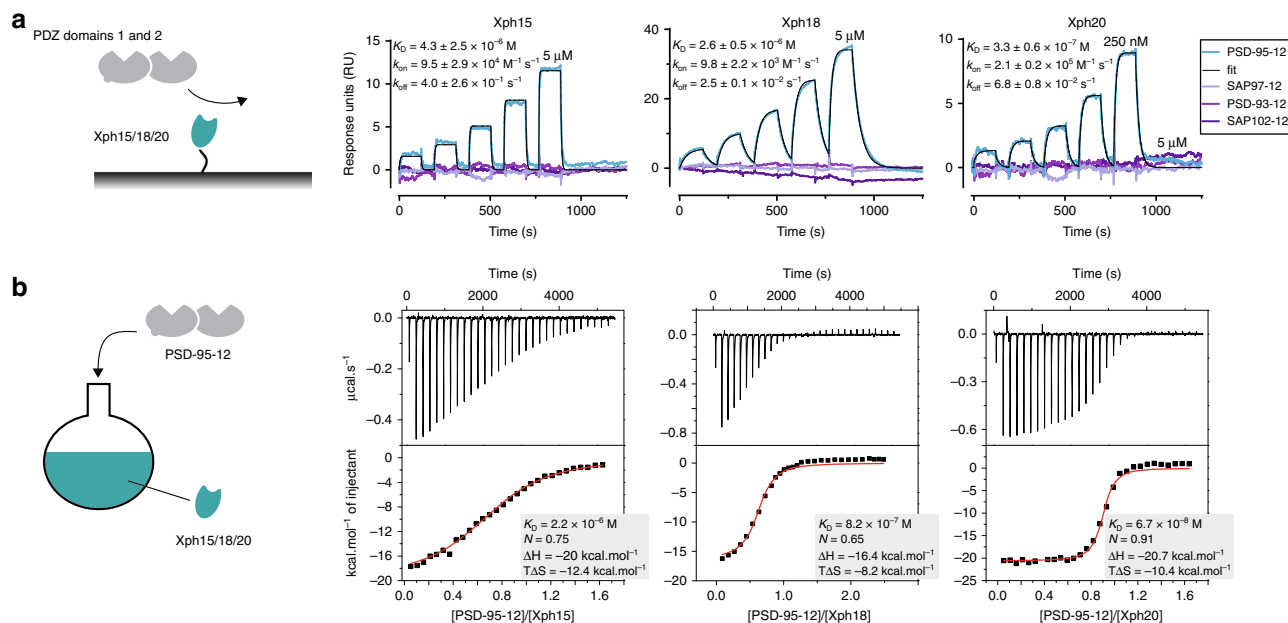 a
PDZ domains 1 and 2
Xph15/18/20
Xph15
K_D = 4.3 ± 2.5 × 10⁻⁶ M
k_on = 9.5 ± 2.9 × 10⁴ M⁻¹ s⁻¹
k_off = 4.0 ± 2.6 × 10⁻¹ s⁻¹
5 µM
Response units (RU)
15
10
5
0
0 500 1000
Time (s)
Xph18
K_D = 2.6 ± 0.5 × 10⁻⁶ M
k_on = 9.8 ± 2.2 × 10³ M⁻¹ s⁻¹
k_off = 2.5 ± 0.1 × 10⁻² s⁻¹
5 µM
40
20
0
0 500 1000
Time (s)
Xph20
K_D = 3.3 ± 0.6 × 10⁻⁷ M
k_on = 2.1 ± 0.2 × 10⁵ M⁻¹ s⁻¹
k_off = 6.8 ± 0.8 × 10⁻² s⁻¹
250 nM
5 µM
10
5
0
0 500 1000
Time (s)
PSD-95-12
fit
SAP97-12
PSD-93-12
SAP102-12
b
PSD-95-12
Xph15/18/20
Time (s)
0 2000 4000
0.0
−0.2
−0.4
µcal.s⁻¹
0
−4
−8
−12
−16
−20
kcal.mol⁻¹ of injectant
K_D = 2.2 × 10⁻⁶ M
N = 0.75
ΔH = −20 kcal.mol⁻¹
TΔS = −12.4 kcal.mol⁻¹
0.0 0.4 0.8 1.2 1.6
[PSD-95-12]/[Xph15]
Time (s)
0 2000 4000
0.0
−0.4
−0.8
0
−5
−10
−15
−20
K_D = 8.2 × 10⁻⁷ M
N = 0.65
ΔH = −16.4 kcal.mol⁻¹
TΔS = −8.2 kcal.mol⁻¹
0.0 1.0 2.0
[PSD-95-12]/[Xph18]
Time (s)
0 2000 4000
0.0
−0.3
−0.6
0
−5
−10
−15
−20
−25
K_D = 6.7 × 10⁻⁸ M
N = 0.91
ΔH = −20.7 kcal.mol⁻¹
TΔS = −10.4 kcal.mol⁻¹
0.0 0.4 0.8 1.2 1.6
[PSD-95-12]/[Xph20]